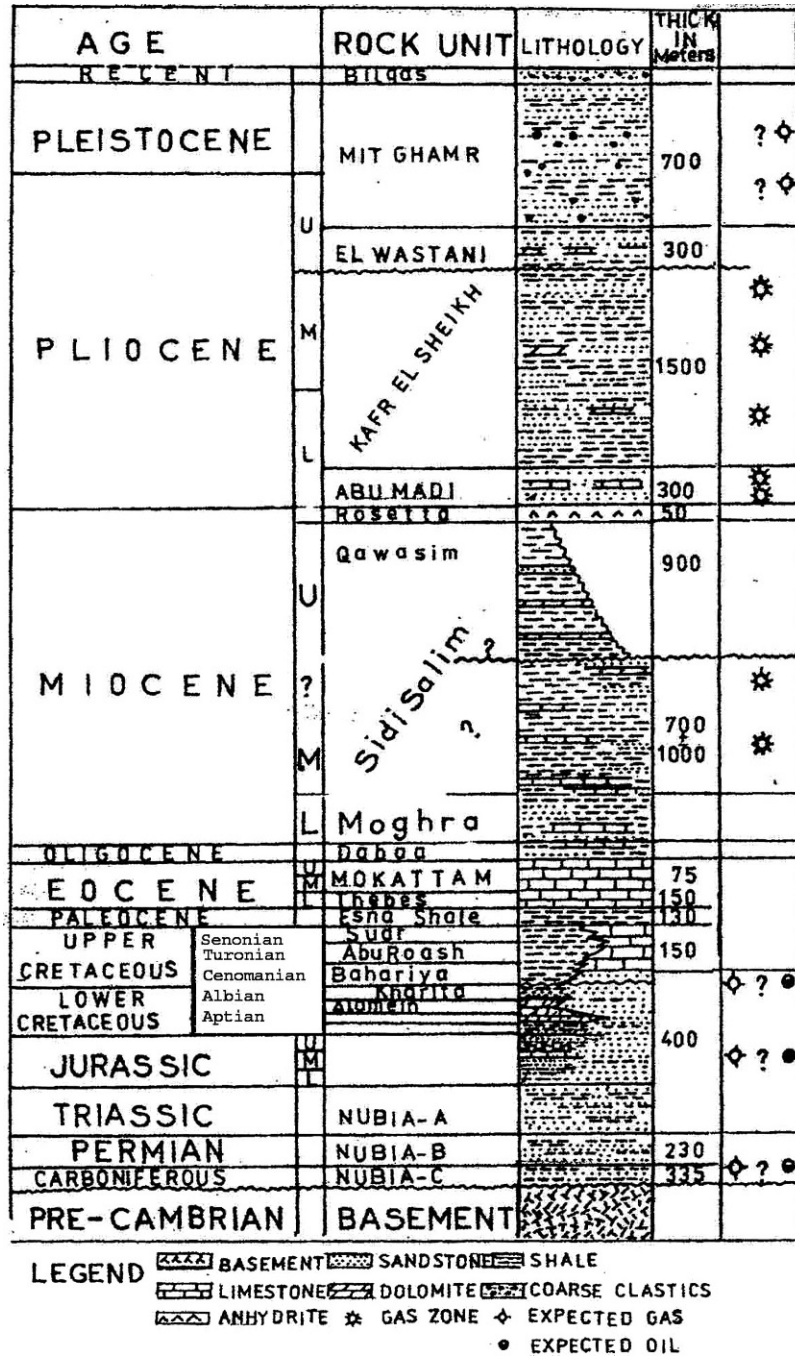 AGE ROCK UNIT LITHOLOGY THICK IN Meters
RECENT Bilqas
PLEISTOCENE MIT GHAMR 700 ?
?
U
EL WASTANI 300
PLIOCENE M KAFR EL SHEIKH 1500
L
ABU MADI 300
Rosetta 50
Qawasim 900
U
?
MIOCENE ? Sidi Salim 700
± 1000
M ?
L Moghra
OLIGOCENE Dabaa
EOCENE U MOKATTAM 75
M
L Thebes 150
PALEOCENE Esna Shale 130
UPPER CRETACEOUS Senonian Sudr
Turonian Abu Roash 150
Cenomanian Bahariya
LOWER CRETACEOUS Albian Kharita ?
Aptian Alamein
400
JURASSIC U
M ?
L
TRIASSIC NUBIA-A
PERMIAN NUBIA-B 230
CARBONIFEROUS NUBIA-C 335 ?
PRE-CAMBRIAN BASEMENT
LEGEND BASEMENT SANDSTONE SHALE
LIMESTONE DOLOMITE COARSE CLASTICS
ANHYDRITE GAS ZONE EXPECTED GAS
EXPECTED OIL